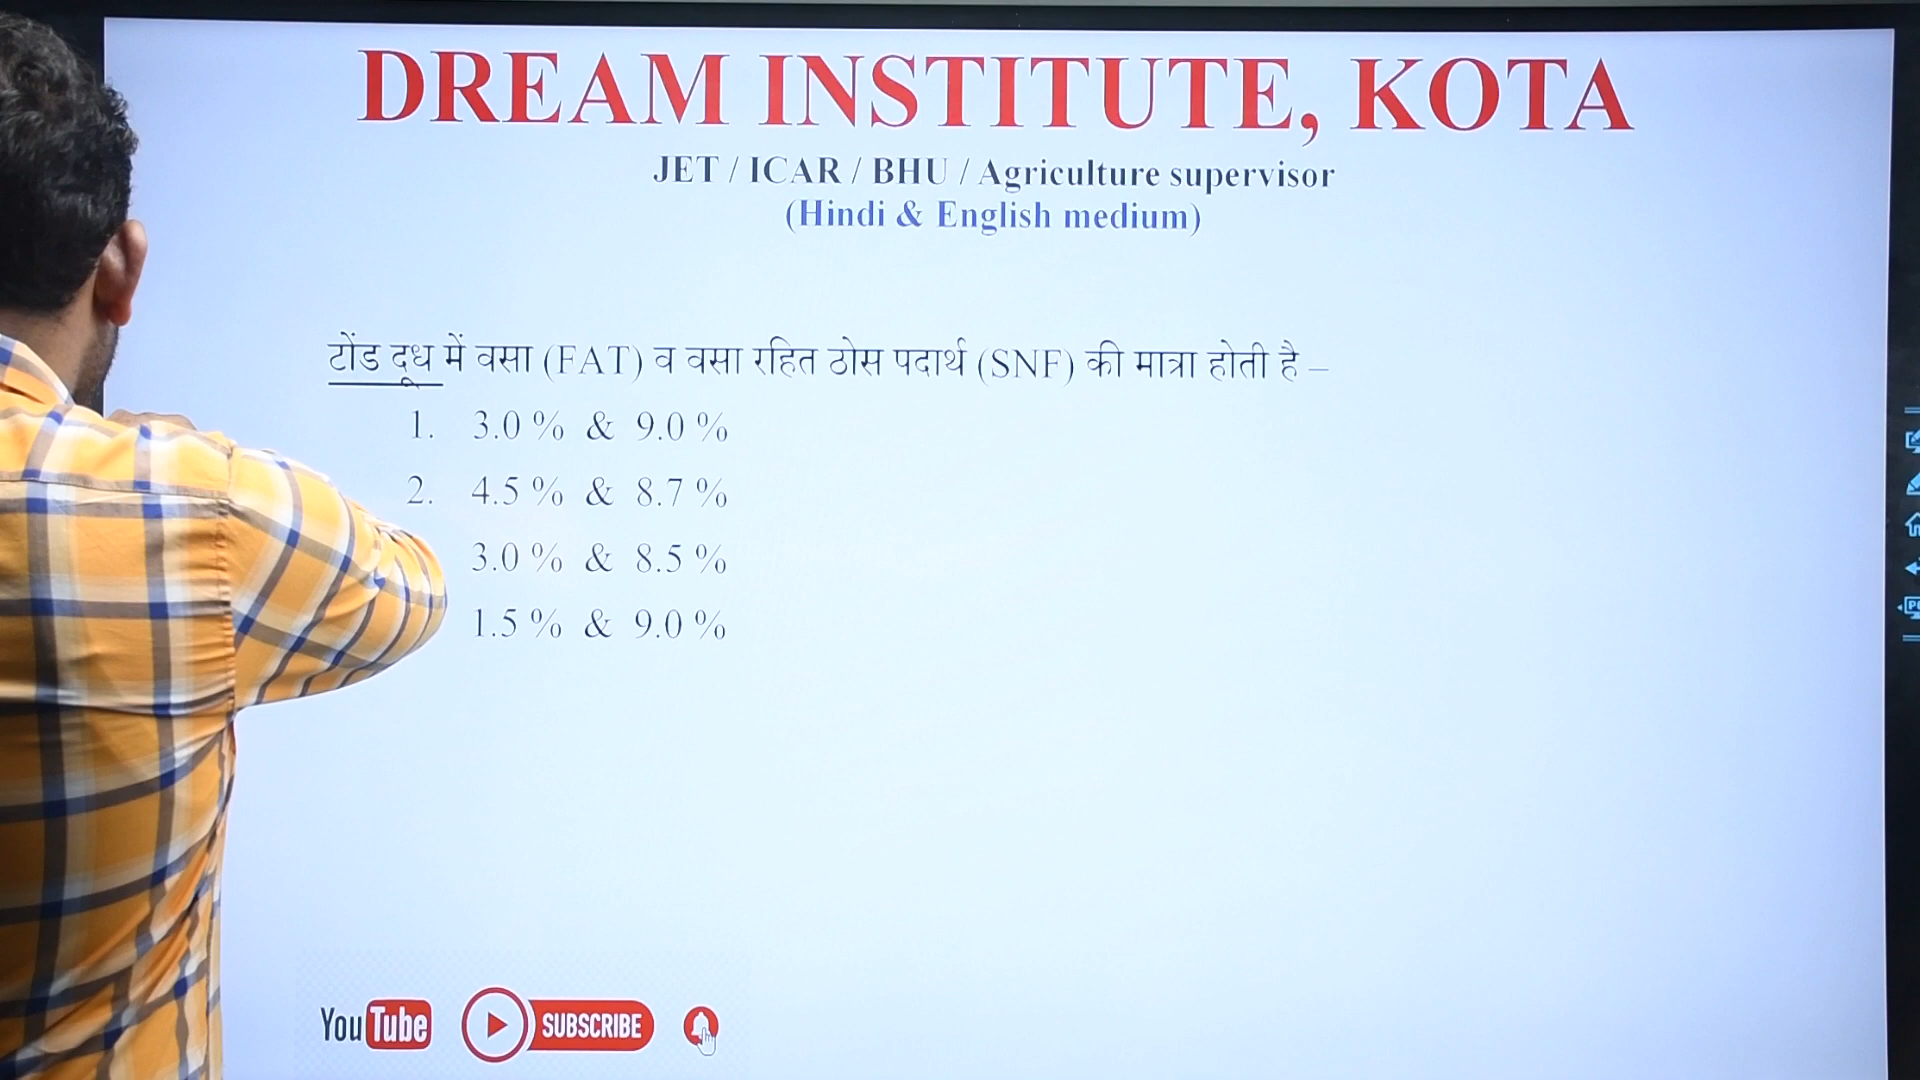 DREAM INSTITUTE, KOTA
JET / ICAR / BHU / Agriculture supervisor
(Hindi & English medium)
टोंड दूध में वसा (FAT) व वसा रहित ठोस पदार्थ (SNF) की मात्रा होती है –
1. 3.0 % & 9.0 %
2. 4.5 % & 8.7 %
3.0 % & 8.5 %
1.5 % & 9.0 %
YouTube SUBSCRIBE